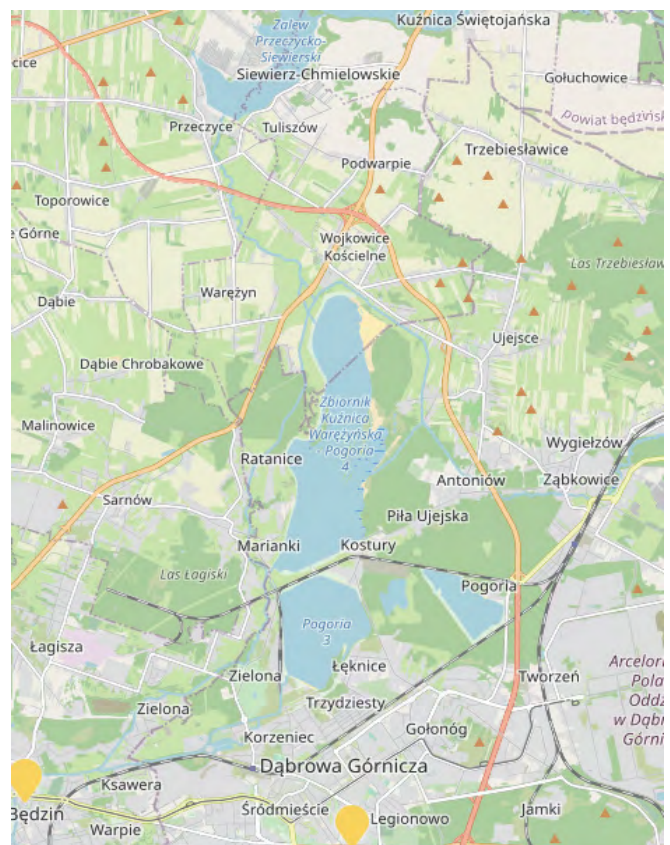 Kuźnica Świętojańska
Zalew
Przeczycko-
Siewierski
cice
Siewierz-Chmielowskie
Gołuchowice
powiat będzińsk
Przeczyce
Tuliszów
Trzebiesławice
Podwarpie
Toporowice
e Górne
Wojkowice
Kościelne
Las Trzebiesław
Dąbie
Warężyn
Ujejsce
Dąbie Chrobakowe
Zbiornik
Kuźnica
Warężyńska
- Pogoria
4
Malinowice
Wygiełzów
Ratanice
Antoniów
Ząbkowice
Sarnów
Piła Ujejska
Marianki
Kostury
Las Łagiski
Pogoria
Pogoria
3
Łagisza
Łęknice
Arcelor
Pola
Oddz
w Dąbr
Górni
Zielona
Tworzeń
Trzydziesty
Zielona
Gołonóg
Korzeniec
Dąbrowa Górnicza
Ksawera
Będzin
Śródmieście
Legionowo
Jamki
Warpie